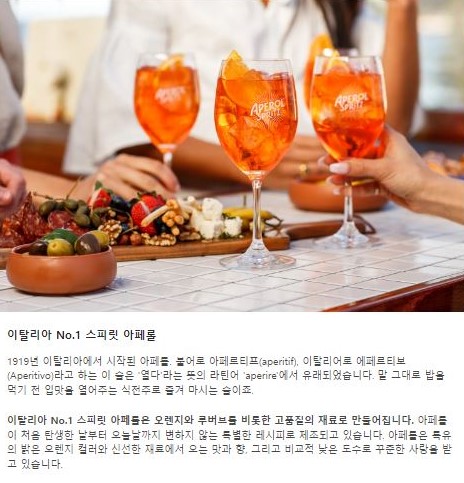 APEROL
SPRITZ
APEROL
SPRITZ
APEROL
SPRITZ
이탈리아 No.1 스피릿 아페롤
1919년 이탈리아에서 시작된 아페롤. 불어로 아페르티프(aperitif), 이탈리어로 에페르티보
(Aperitivo)라고 하는 이 술은 '열다'라는 뜻의 라틴어 'aperire'에서 유래되었습니다. 말 그대로 밥을
먹기 전 입맛을 열어주는 식전주로 즐겨 마시는 술이죠.
이탈리아 No.1 스피릿 아페롤은 오렌지와 루버브를 비롯한 고품질의 재료로 만들어집니다. 아페롤
이 처음 탄생한 날부터 오늘날까지 변하지 않는 특별한 레시피로 제조되고 있습니다. 아페롤은 특유
의 밝은 오렌지 컬러와 신선한 재료에서 오는 맛과 향, 그리고 비교적 낮은 도수로 꾸준한 사랑을 받
고 있습니다.